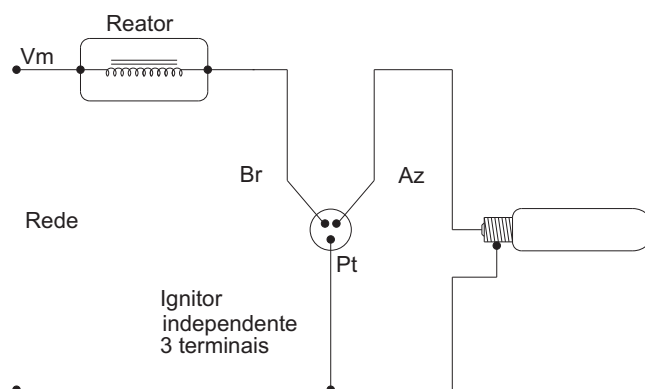 Reator
Vm
Br
Az
Rede
Pt
Ignitor
independente
3 terminais